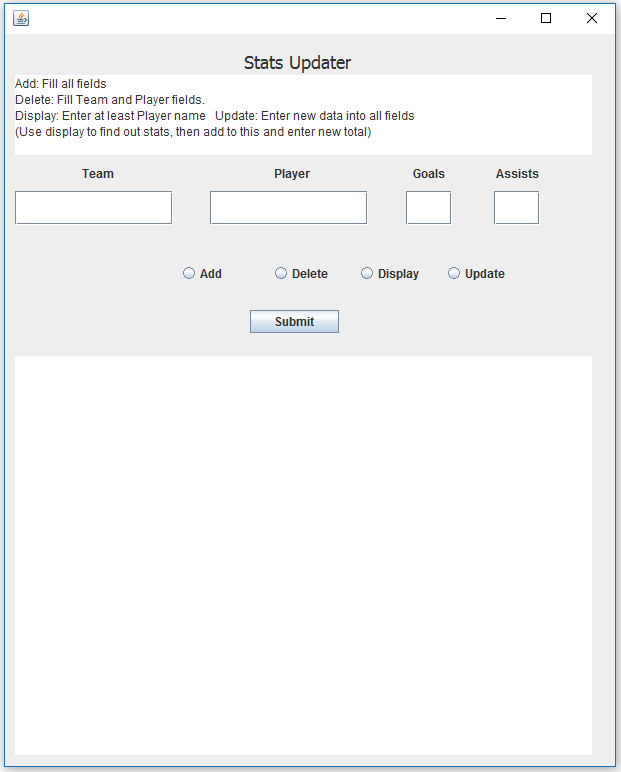 Stats Updater
Add: Fill all fields
Delete: Fill Team and Player fields.
Display: Enter at least Player name   Update: Enter new data into all fields
(Use display to find out stats, then add to this and enter new total)
Team Player Goals Assists
Add Delete Display Update
Submit